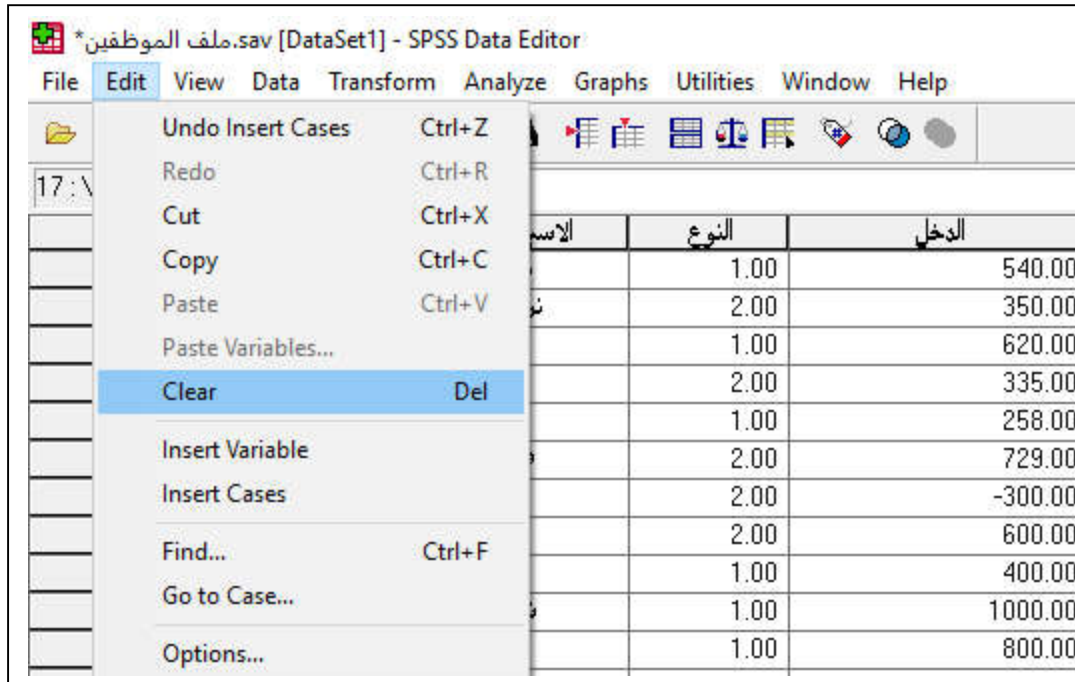 *ملف الموظفين.sav [DataSet1] - SPSS Data Editor
File Edit View Data Transform Analyze Graphs Utilities Window Help
Undo Insert Cases Ctrl+Z
Redo Ctrl+R
17 :
Cut Ctrl+X
النوع الدخل
Copy Ctrl+C
1.00 540.00
Paste Ctrl+V
2.00 350.00
Paste Variables...
1.00 620.00
Clear Del
2.00 335.00
1.00 258.00
Insert Variable
2.00 729.00
Insert Cases
2.00 -300.00
2.00 600.00
Find... Ctrl+F
1.00 400.00
Go to Case...
1.00 1000.00
Options...
1.00 800.00